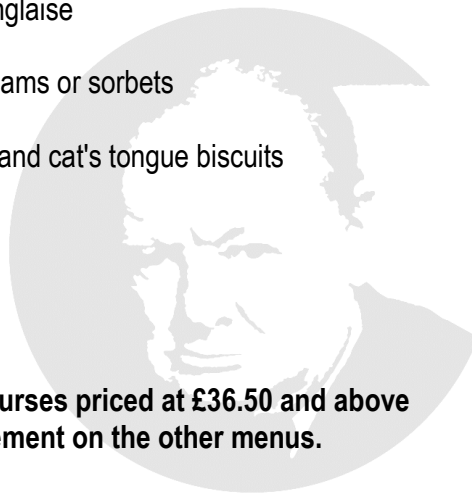 nglaise
ams or sorbets
and cat's tongue biscuits
urses priced at £36.50 and above
ement on the other menus.